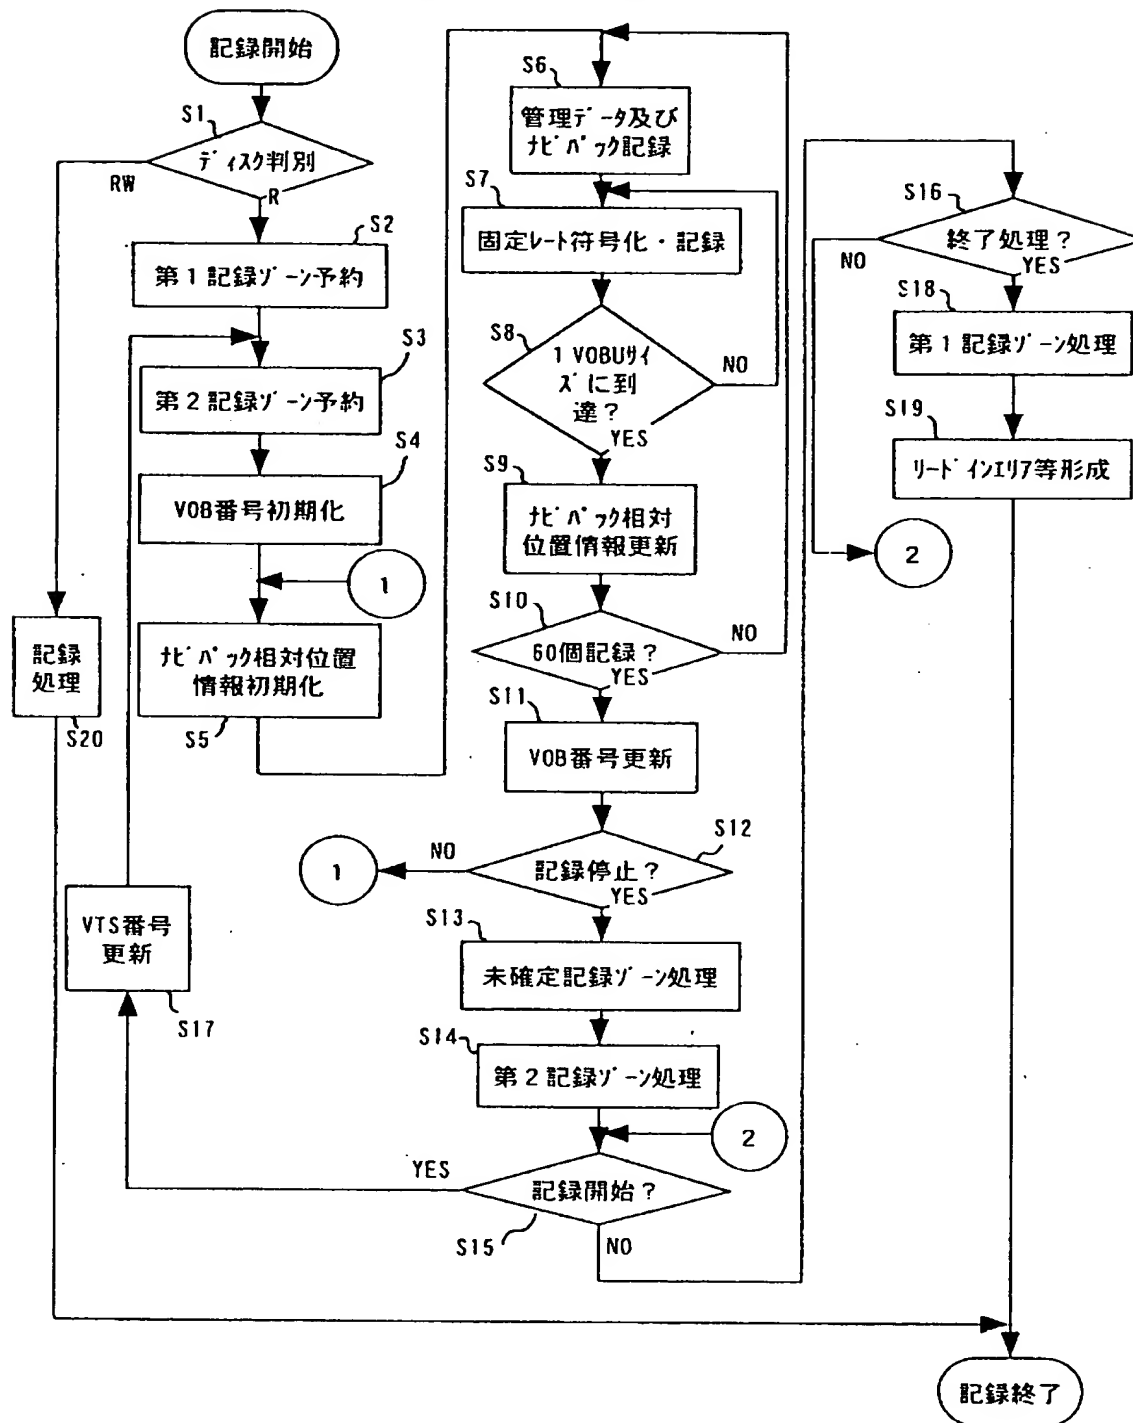 記録開始
S1
ディスク判別
RW
R
S2
第1記録ゾーン予約
S3
第2記録ゾーン予約
S4
VOB番号初期化
1
ナビパック相対位置
情報初期化
S5
記録
処理
S20
VTS番号
更新
S17
S6
管理データ及び
ナビパック記録
S7
固定レート符号化・記録
S8
1 VOBUサイ
ズに到
達?
NO
YES
S9
ナビパック相対
位置情報更新
S10
60個記録?
NO
YES
S11
VOB番号更新
S12
記録停止?
NO
YES
1
S13
未確定記録ゾーン処理
S14
第2記録ゾーン処理
2
YES
記録開始?
S15
NO
S16
終了処理?
NO
YES
S18
第1記録ゾーン処理
S19
リードインエリア等形成
2
記録終了